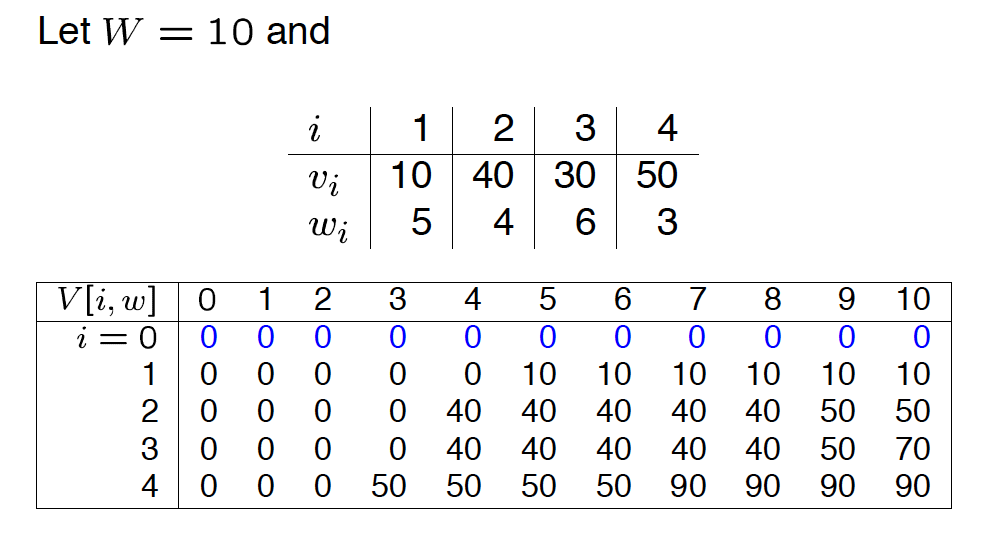 Let W = 10 and
i 1 2 3 4
vᵢ 10 40 30 50
wᵢ 5 4 6 3
V[i, w] 0 1 2 3 4 5 6 7 8 9 10
i = 0 0 0 0 0 0 0 0 0 0 0 0
1 0 0 0 0 0 10 10 10 10 10 10
2 0 0 0 0 40 40 40 40 40 50 50
3 0 0 0 0 40 40 40 40 40 50 70
4 0 0 0 50 50 50 50 90 90 90 90